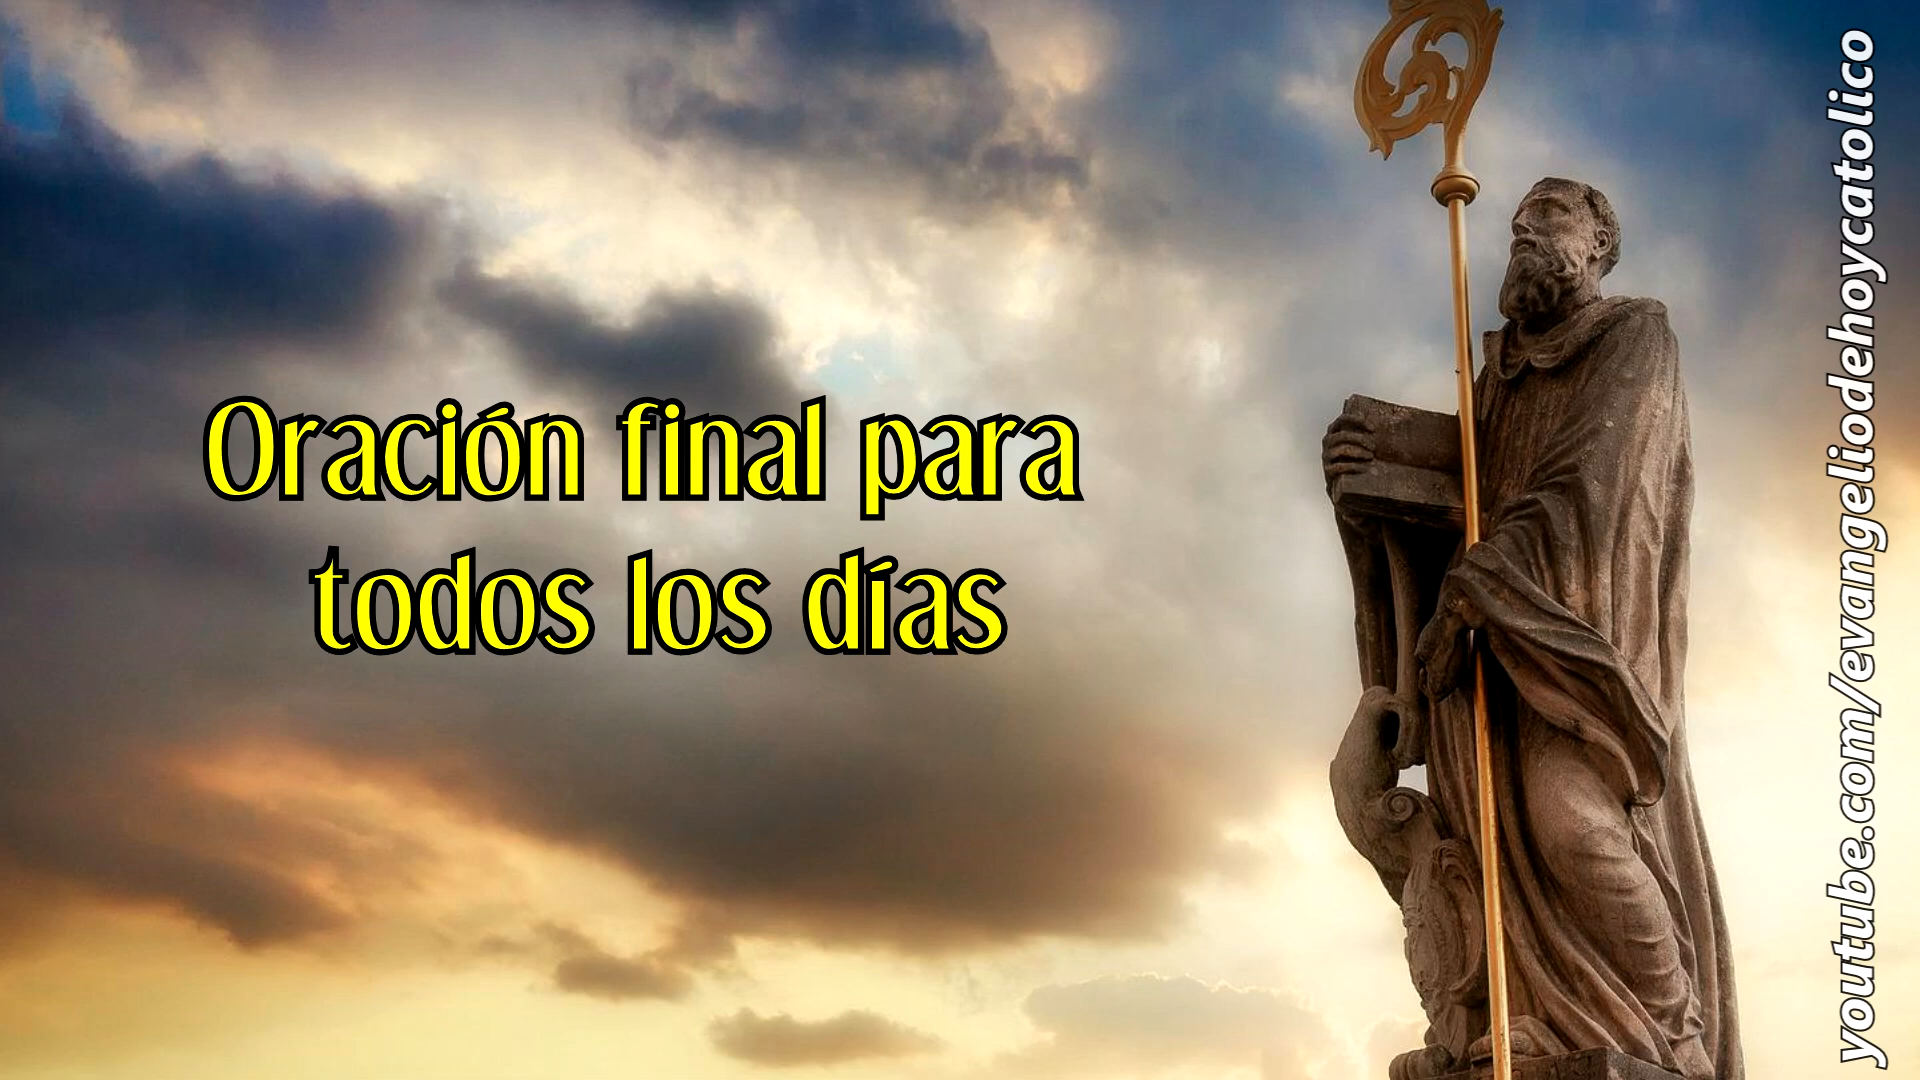 Oración final para
todos los días
youtube.com/evangeliodehoycatolico